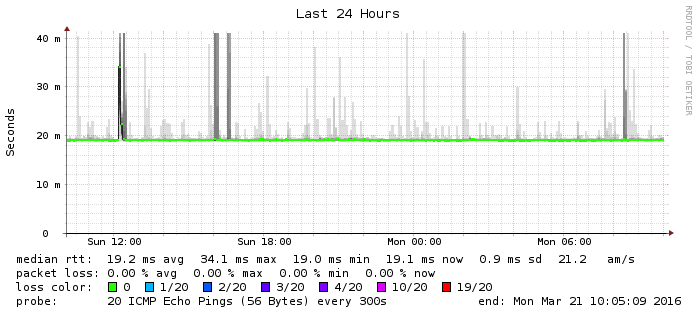 Last 24 Hours
RRDTOOL / TOBI OETIKER
Seconds
40 m
30 m
20 m
10 m
0
Sun 12:00 Sun 18:00 Mon 00:00 Mon 06:00
median rtt: 19.2 ms avg 34.1 ms max 19.0 ms min 19.1 ms now 0.9 ms sd 21.2 am/s
packet loss: 0.00 % avg 0.00 % max 0.00 % min 0.00 % now
loss color: 0 1/20 2/20 3/20 4/20 10/20 19/20
probe: 20 ICMP Echo Pings (56 Bytes) every 300s end: Mon Mar 21 10:05:09 2016